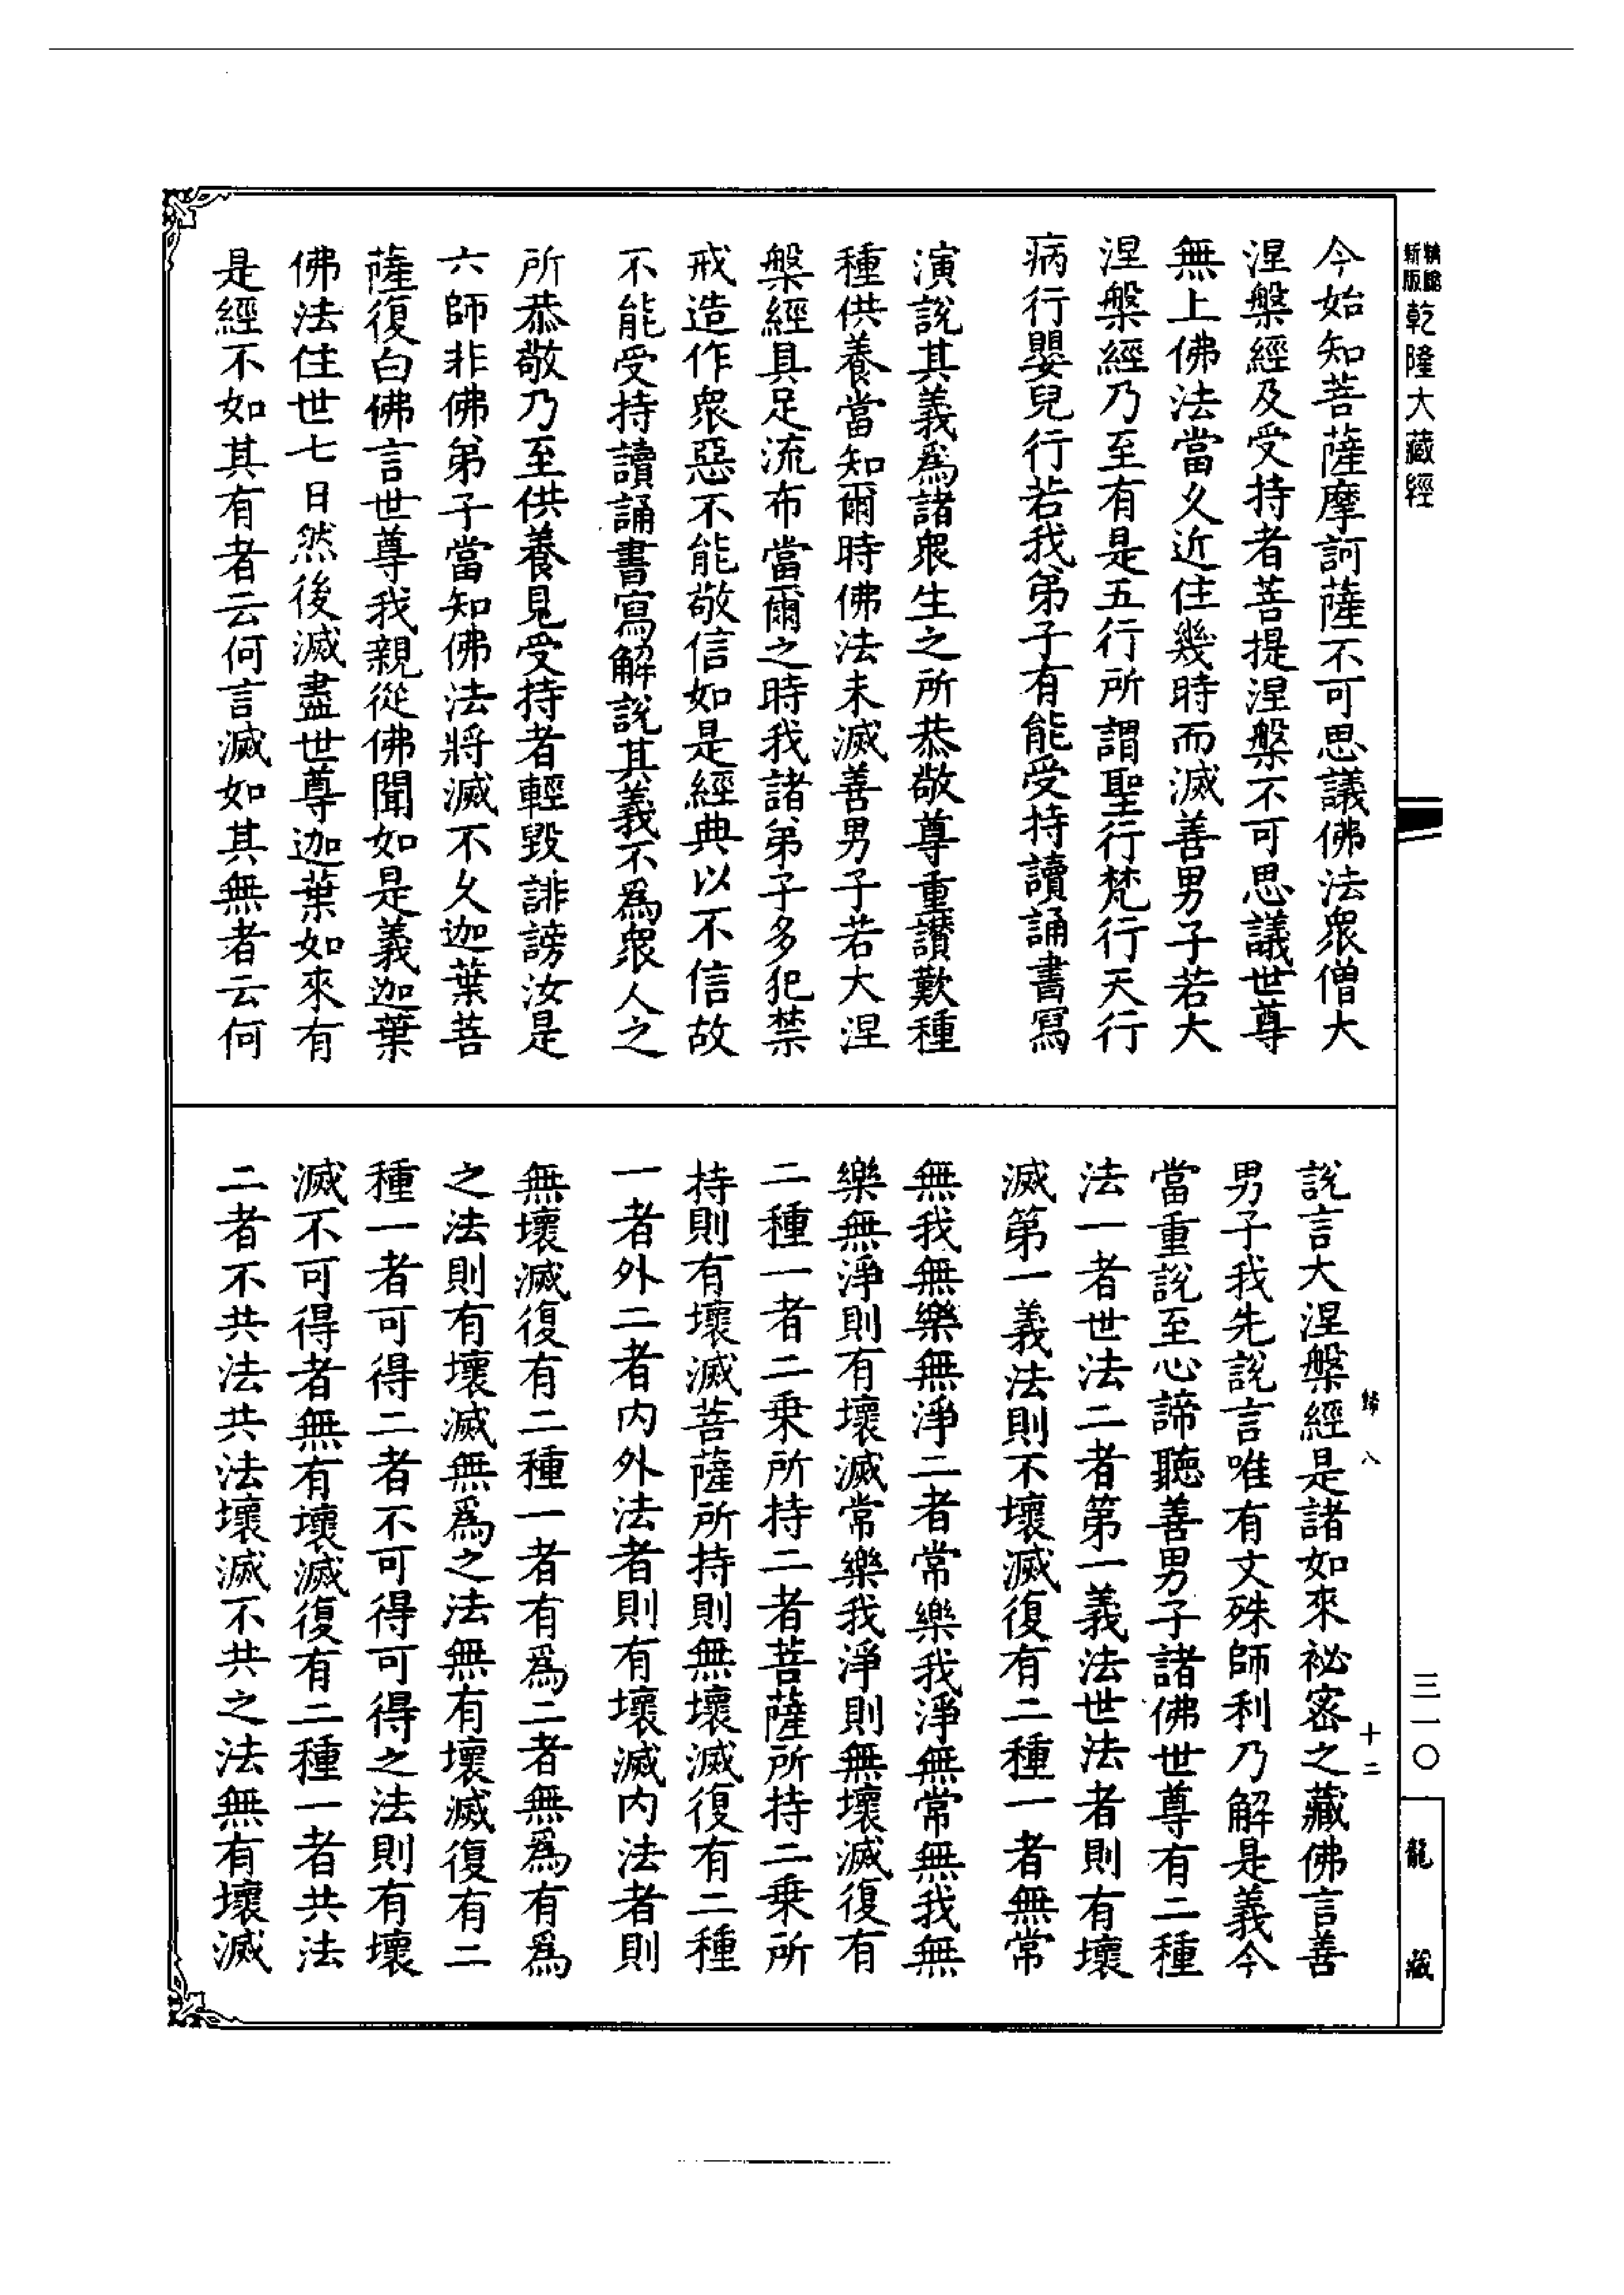 精縮新版乾隆大藏經
今始知菩薩摩訶薩不可思議佛法衆僧大
涅槃經及受持者菩提涅槃不可思議世尊
無上佛法當久近住幾時而滅善男子若大
涅槃經乃至有是五行所謂聖行梵行天行
病行嬰兒行若我弟子有能受持讀誦書寫
演說其義爲諸衆生之所恭敬尊重讚歎種
種供養當知爾時佛法未滅善男子若大涅
槃經具足流布當爾之時我諸弟子多犯禁
戒造作衆惡不能敬信如是經典以不信故
不能受持讀誦書寫解說其義不爲衆人之
所恭敬乃至供養見受持者輕毀誹謗汝是
六師非佛弟子當知佛法將滅不久迦葉菩
薩復白佛言世尊我親從佛聞如是義迦葉
佛法住世七日然後滅盡世尊迦葉如來有
是經不如其有者云何言滅如其無者云何
歸八
十二
說言大涅槃經是諸如來祕密之藏佛言善
男子我先說言唯有文殊師利乃解是義今
當重說至心諦聽善男子諸佛世尊有二種
法一者世法二者第一義法世法者則有壞
滅第一義法則不壞滅復有二種一者無常
無我無樂無淨二者常樂我淨無常無我無
樂無淨則有壞滅常樂我淨則無壞滅復有
二種一者二乘所持二者菩薩所持二乘所
持則有壞滅菩薩所持則無壞滅復有二種
一者外二者内外法者則有壞滅内法者則
無壞滅復有二種一者有爲二者無爲有爲
之法則有壞滅無爲之法無有壞滅復有二
種一者可得二者不可得可得之法則有壞
滅不可得者無有壞滅復有二種一者共法
二者不共法共法壞滅不共之法無有壞滅
三一〇
龍藏